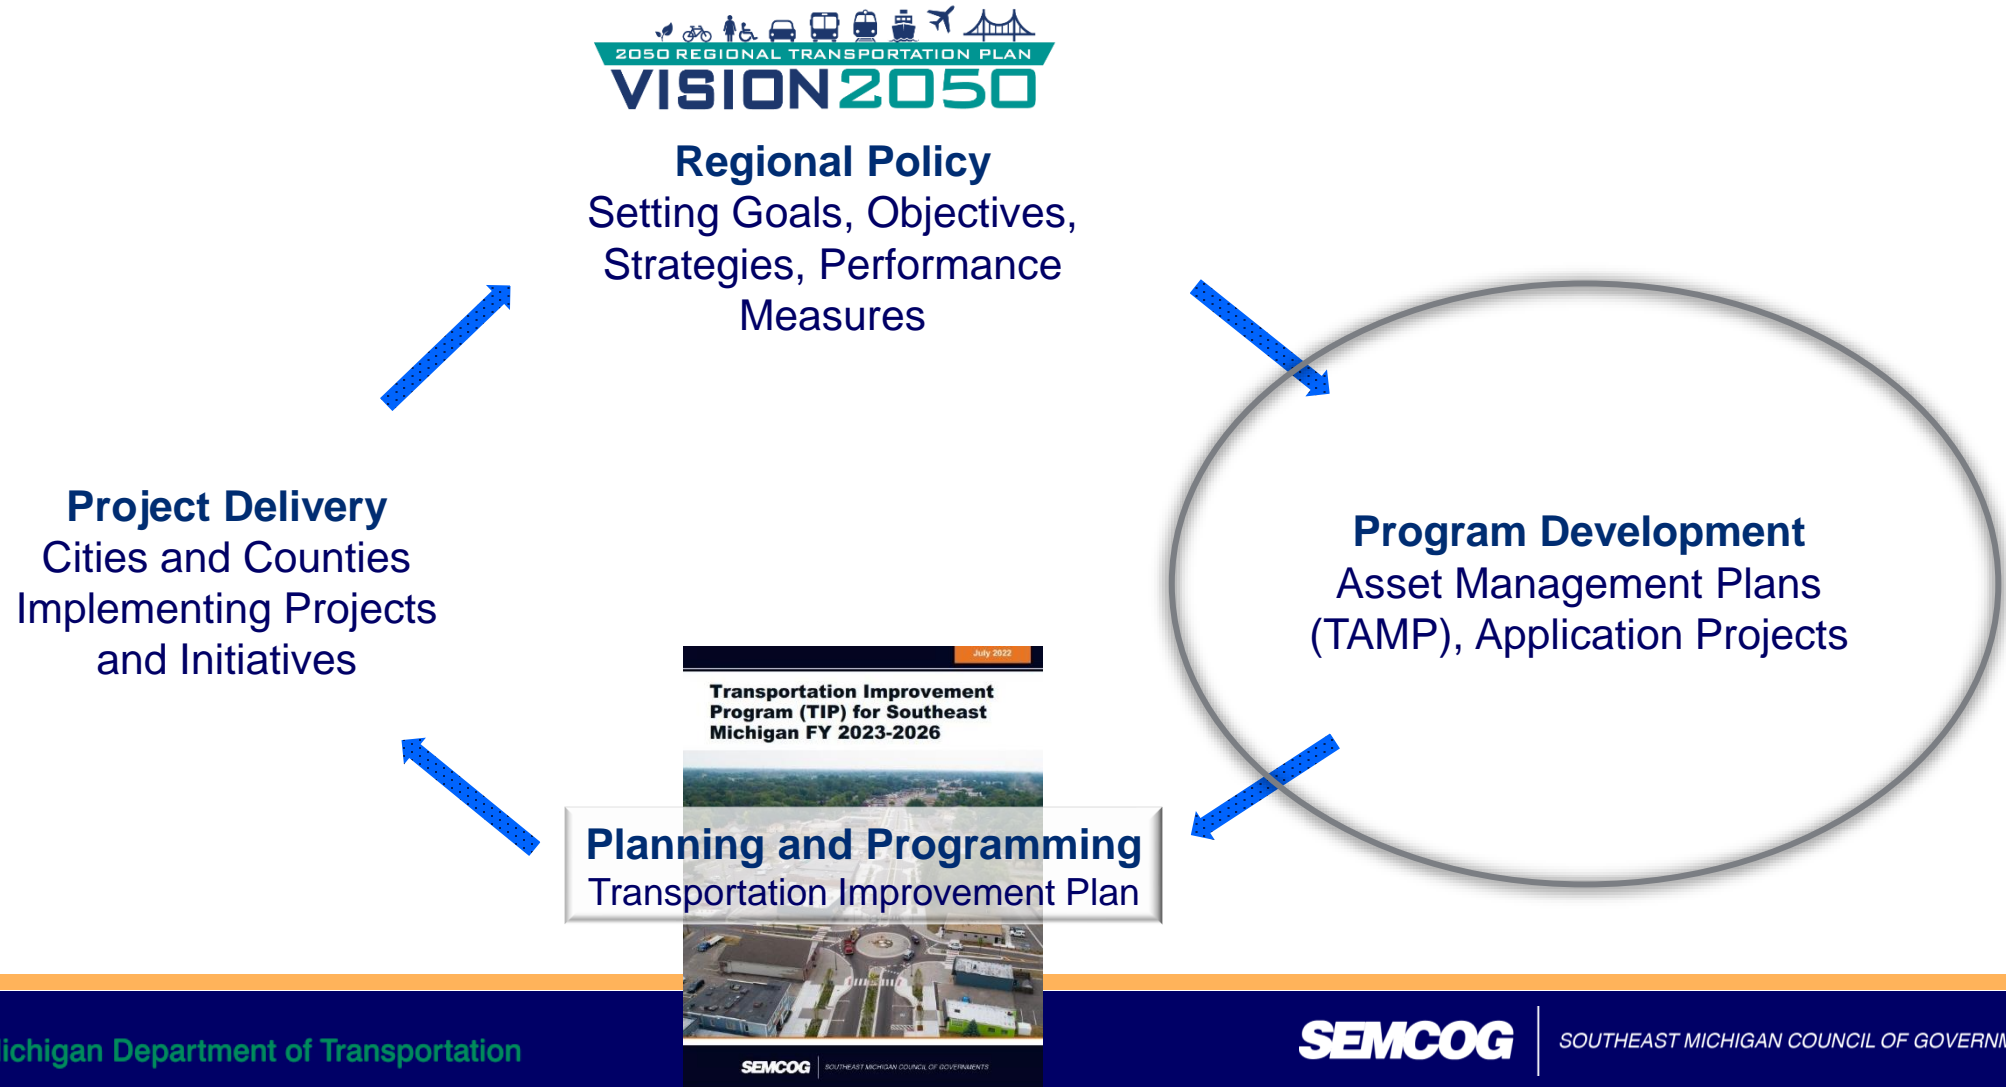 2050 REGIONAL TRANSPORTATION PLAN
VISION 2050
Regional Policy
Setting Goals, Objectives,
Strategies, Performance
Measures
Project Delivery
Cities and Counties
Implementing Projects
and Initiatives
Program Development
Asset Management Plans
(TAMP), Application Projects
July 2022
Transportation Improvement
Program (TIP) for Southeast
Michigan FY 2023-2026
Planning and Programming
Transportation Improvement Plan
SEMCOG
SOUTHEAST MICHIGAN COUNCIL OF GOVERNMENTS
ichigan Department of Transportation
SEMCOG
SOUTHEAST MICHIGAN COUNCIL OF GOVERN